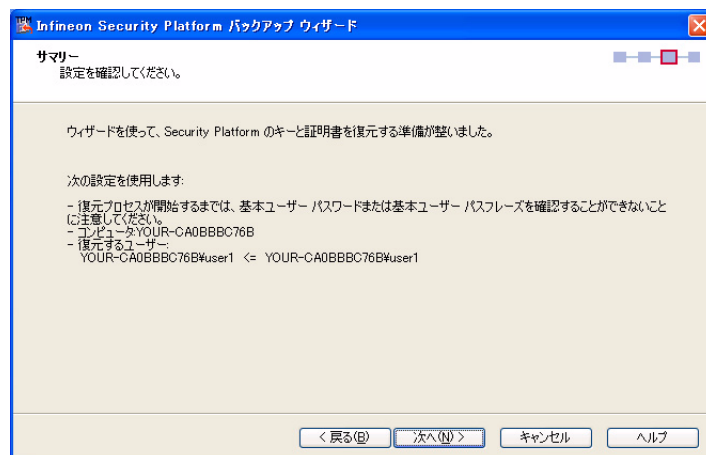 Infineon Security Platform バックアップ ウィザード
サマリー
設定を確認してください。
ウィザードを使って、Security Platform のキーと証明書を復元する準備が整いました。
次の設定を使用します:
- 復元プロセスが開始するまでは、基本ユーザー パスワードまたは基本ユーザー パスフレーズを確認することができないこと
に注意してください。
- コンピュータ:YOUR-CA0BBBC76B
- 復元するユーザー:
YOUR-CA0BBBC76B¥user1 <= YOUR-CA0BBBC76B¥user1
< 戻る(B) 次へ(N) > キャンセル ヘルプ